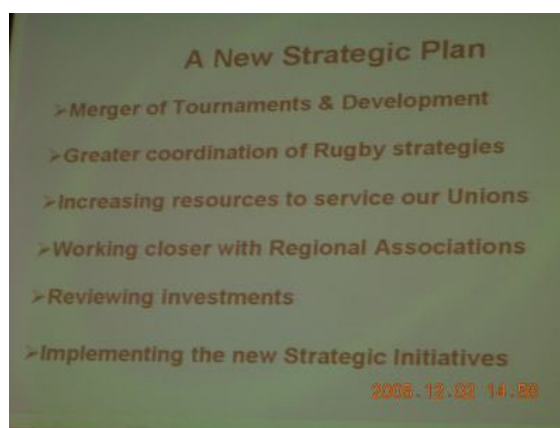 A New Strategic Plan
➢Merger of Tournaments & Development
➢Greater coordination of Rugby strategies
➢Increasing resources to service our Unions
➢Working closer with Regional Associations
➢Reviewing investments
➢Implementing the new Strategic Initiatives